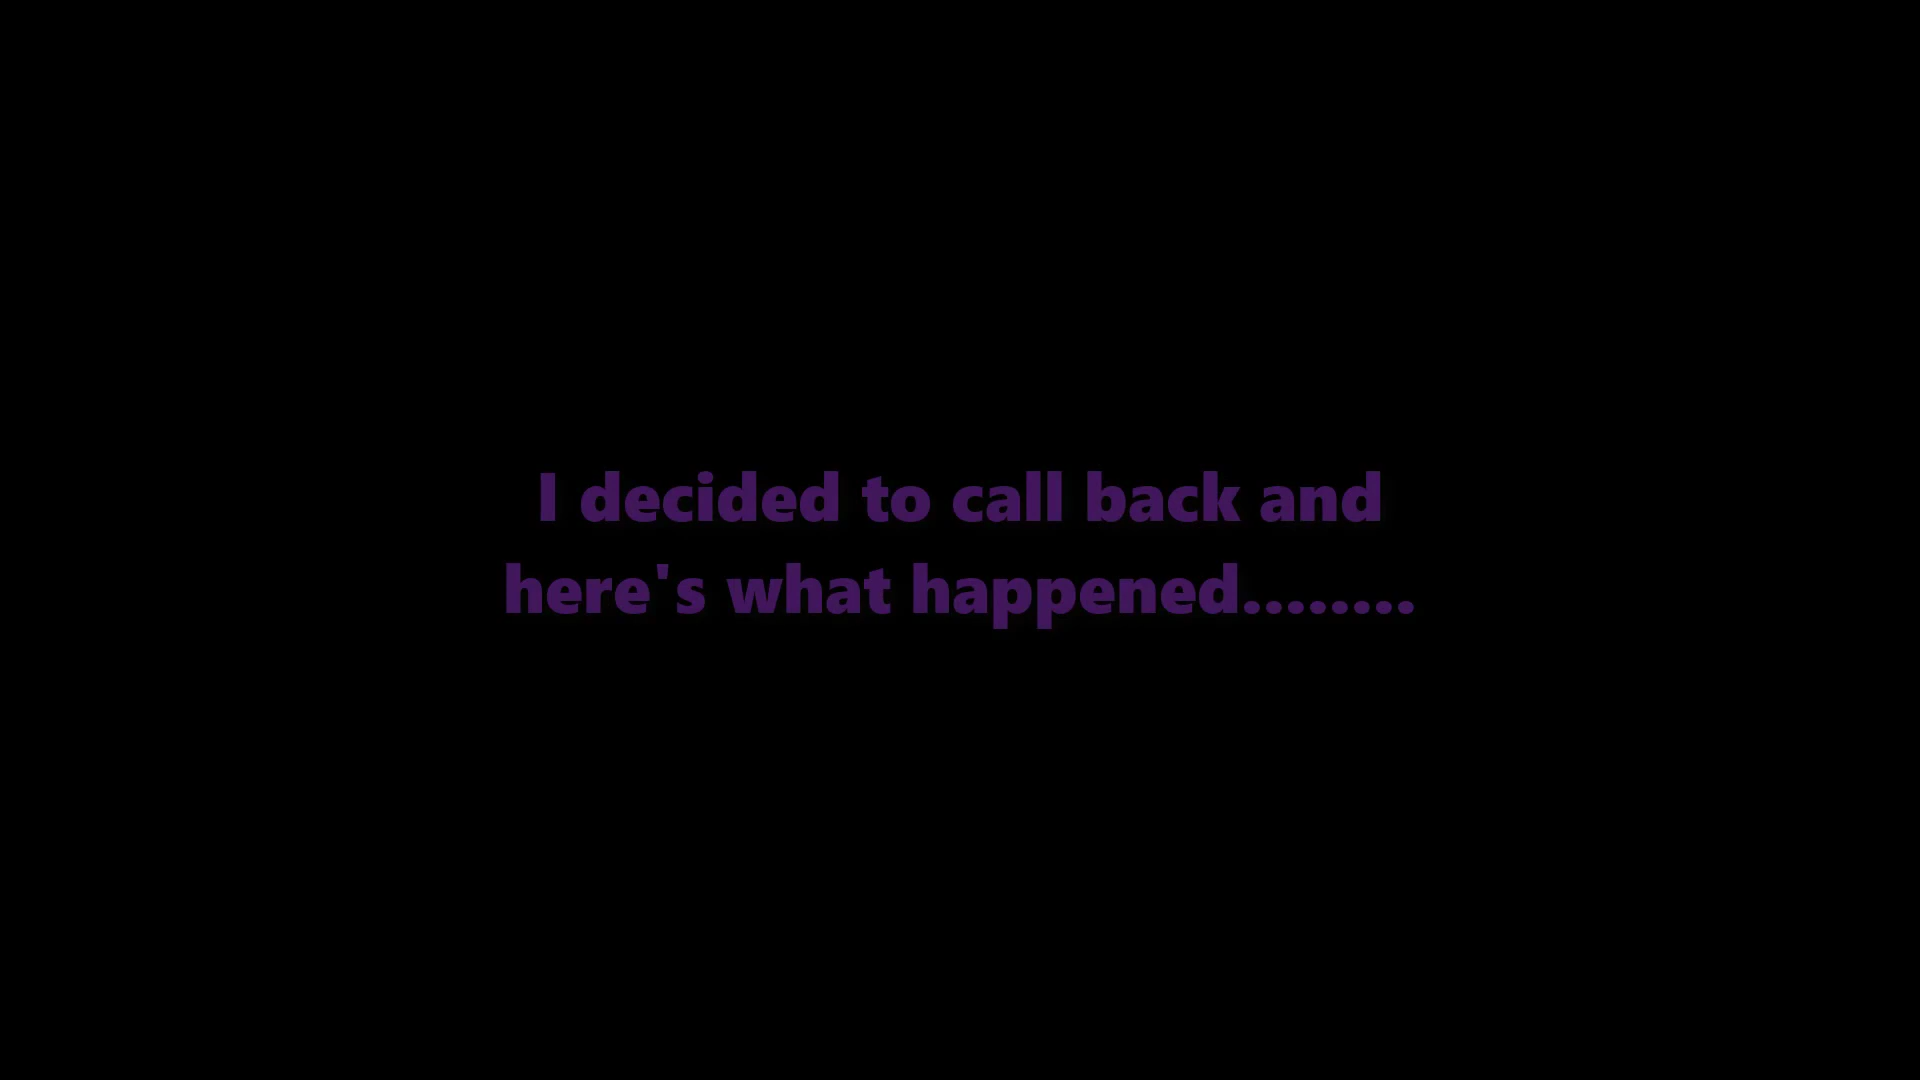 I decided to call back and
here's what happened........